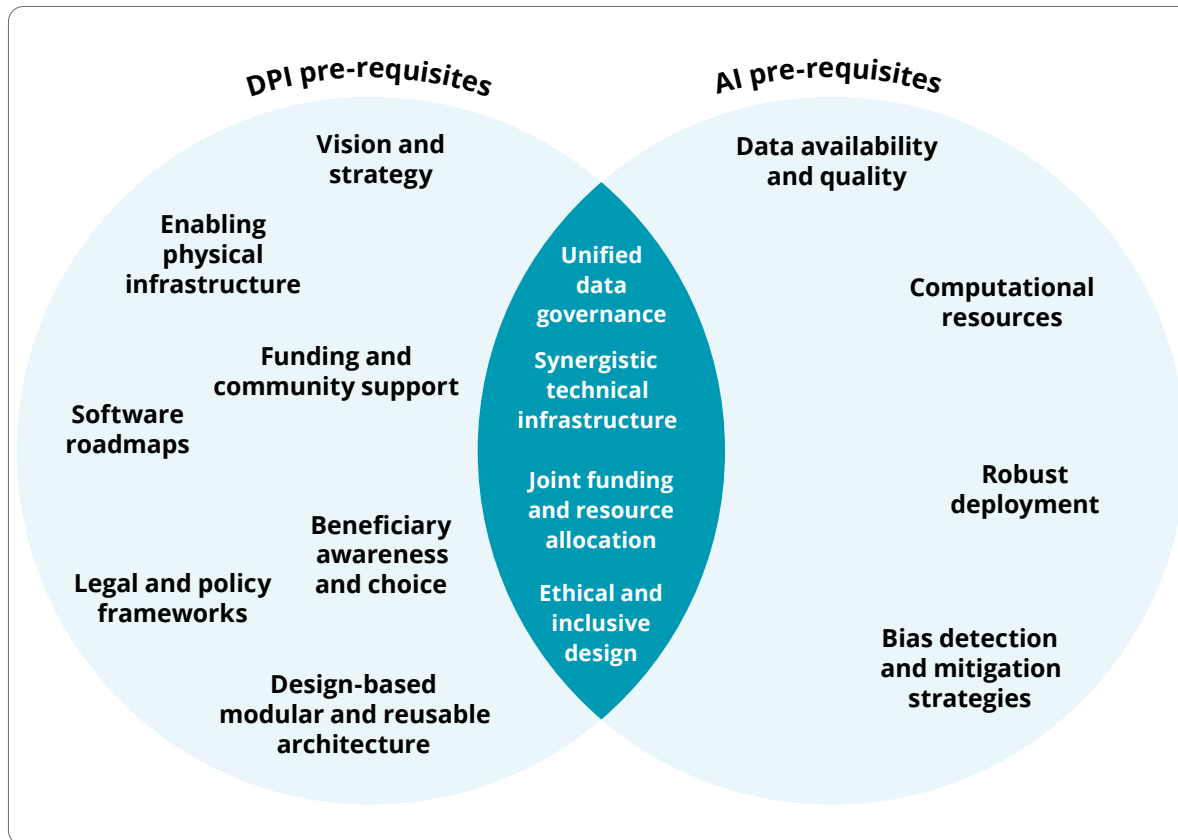 DPI pre-requisites
Vision and
strategy
Enabling
physical
infrastructure
Funding and
community support
Software
roadmaps
Beneficiary
awareness
and choice
Legal and policy
frameworks
Design-based
modular and reusable
architecture
Unified
data
governance
Synergistic
technical
infrastructure
Joint funding
and resource
allocation
Ethical and
inclusive
design
AI pre-requisites
Data availability
and quality
Computational
resources
Robust
deployment
Bias detection
and mitigation
strategies